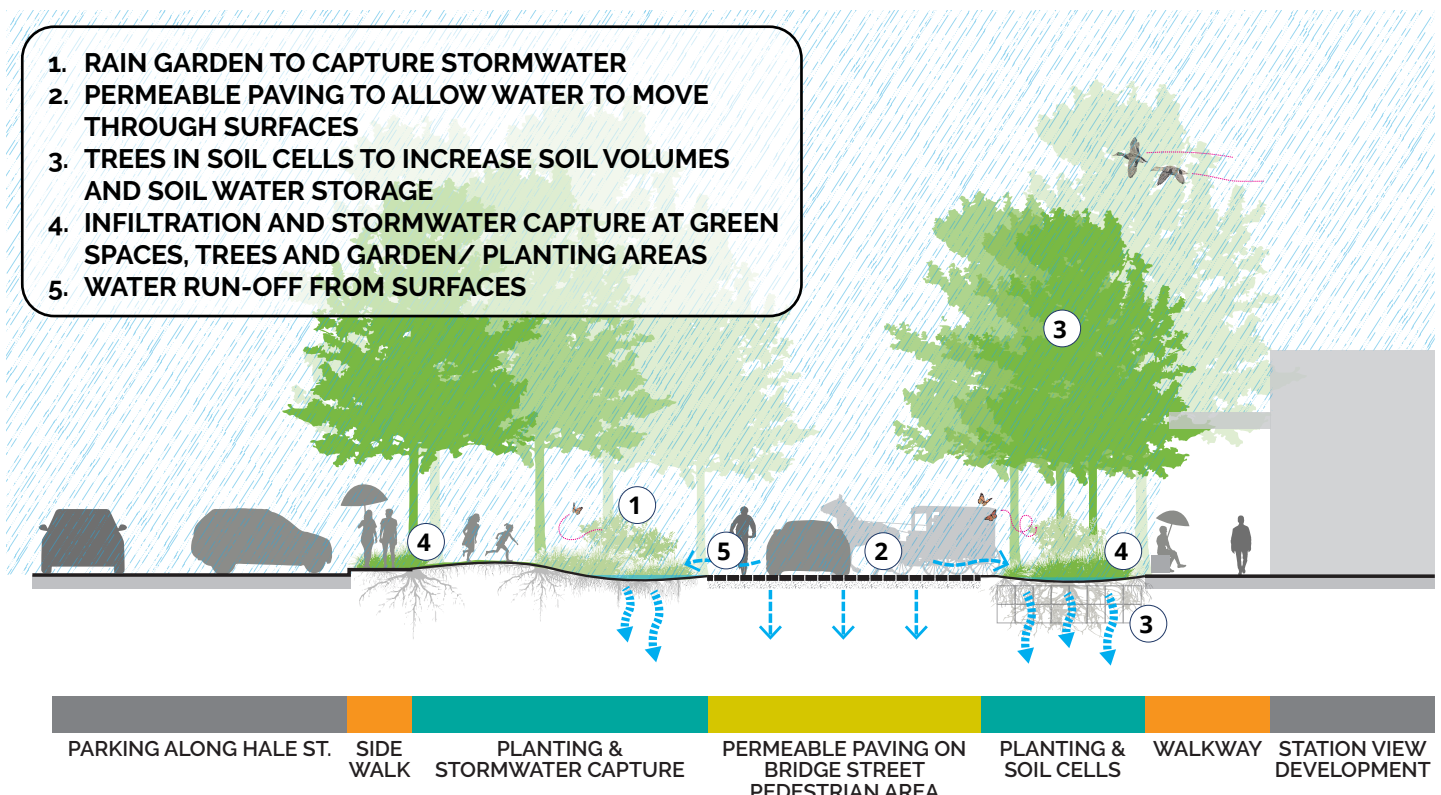 1. RAIN GARDEN TO CAPTURE STORMWATER
2. PERMEABLE PAVING TO ALLOW WATER TO MOVE
THROUGH SURFACES
3. TREES IN SOIL CELLS TO INCREASE SOIL VOLUMES
AND SOIL WATER STORAGE
4. INFILTRATION AND STORMWATER CAPTURE AT GREEN
SPACES, TREES AND GARDEN/ PLANTING AREAS
5. WATER RUN-OFF FROM SURFACES
3
1
4
5
2
4
3
PARKING ALONG HALE ST.
SIDE
WALK
PLANTING &
STORMWATER CAPTURE
PERMEABLE PAVING ON
BRIDGE STREET
PEDESTRIAN AREA
PLANTING &
SOIL CELLS
WALKWAY
STATION VIEW
DEVELOPMENT